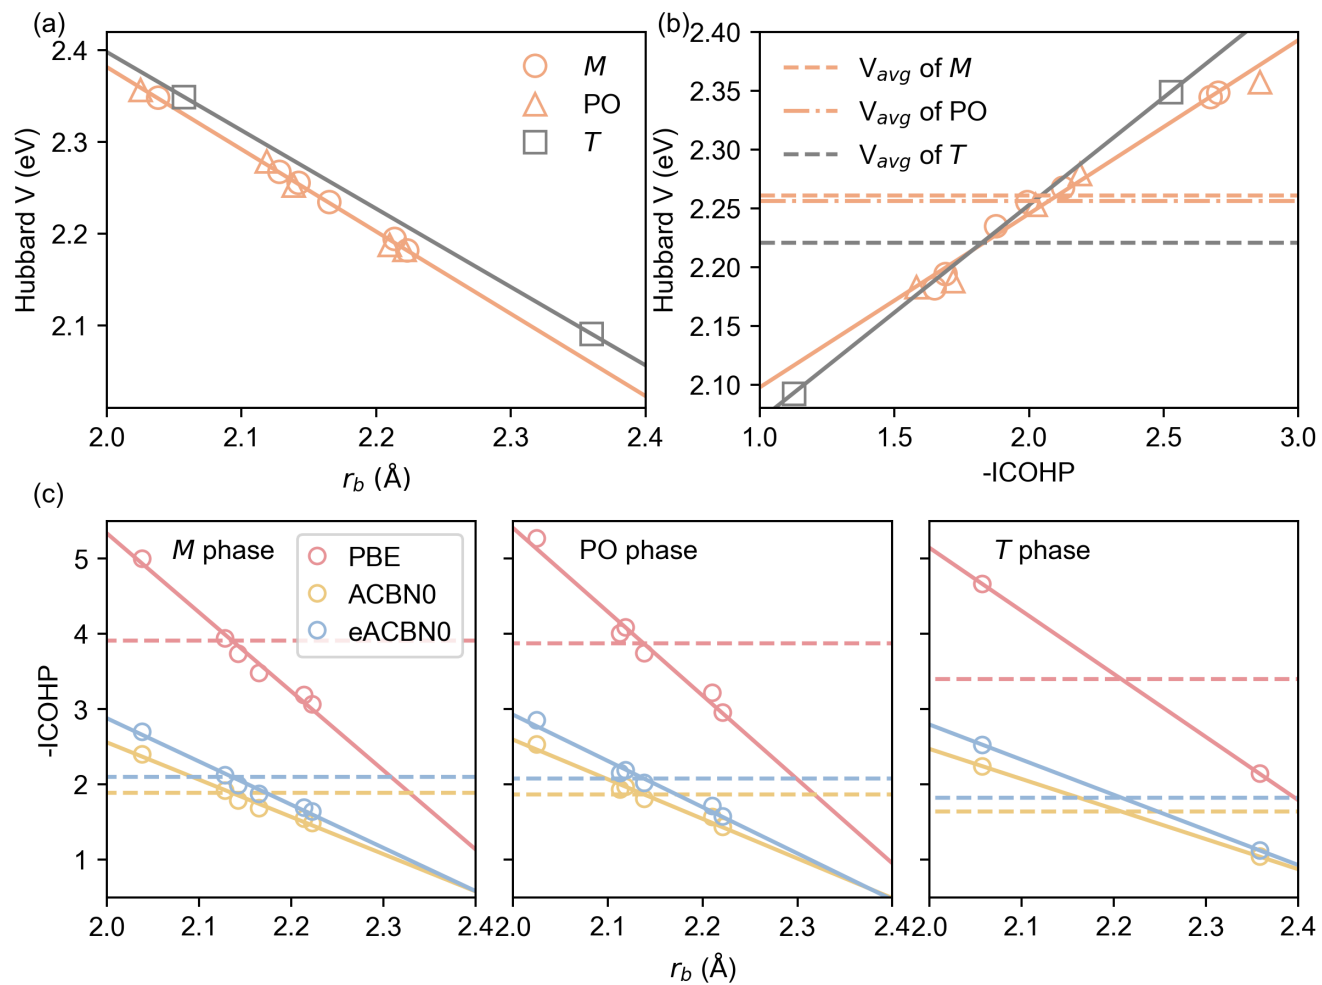 (a)
2.4
2.3
2.2
2.1
Hubbard V (eV)
M
PO
T
2.0 2.1 2.2 2.3 2.4
r_b (Å)
(b)
2.40
2.35
2.30
2.25
2.20
2.15
2.10
Hubbard V (eV)
V_avg of M
V_avg of PO
V_avg of T
1.0 1.5 2.0 2.5 3.0
-ICOHP
(c)
5
4
3
2
1
-ICOHP
M phase
PBE
ACBN0
eACBN0
PO phase
T phase
2.0 2.1 2.2 2.3 2.4
2.0 2.1 2.2 2.3 2.4
2.0 2.1 2.2 2.3 2.4
r_b (Å)